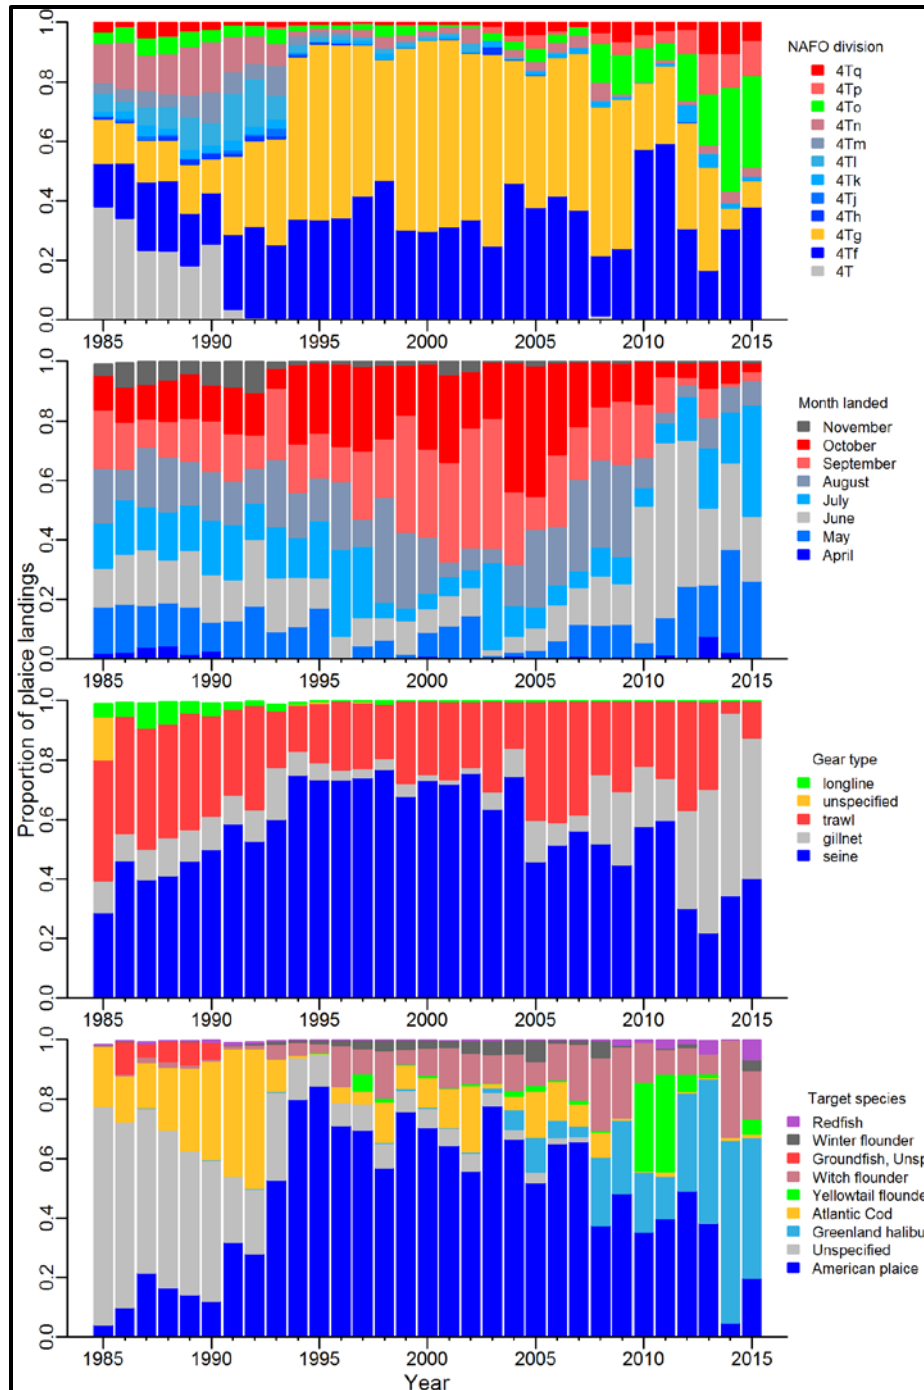 1.0
0.8
0.6
0.4
0.2
0.0
1985
1990
1995
2000
2005
2010
2015
NAFO division
4Tq
4Tp
4To
4Tn
4Tm
4Tl
4Tk
4Tj
4Th
4Tg
4Tf
4T
1.0
0.8
0.6
0.4
0.2
0.0
1985
1990
1995
2000
2005
2010
2015
Month landed
November
October
September
August
July
June
May
April
Proportion of plaice landings
1.0
0.8
0.6
0.4
0.2
0.0
1985
1990
1995
2000
2005
2010
2015
Gear type
longline
unspecified
trawl
gillnet
seine
1.0
0.8
0.6
0.4
0.2
0.0
1985
1990
1995
2000
2005
2010
2015
Target species
Redfish
Winter flounder
Groundfish, Unsp
Witch flounder
Yellowtail flounde
Atlantic Cod
Greenland halibu
Unspecified
American plaice
Year